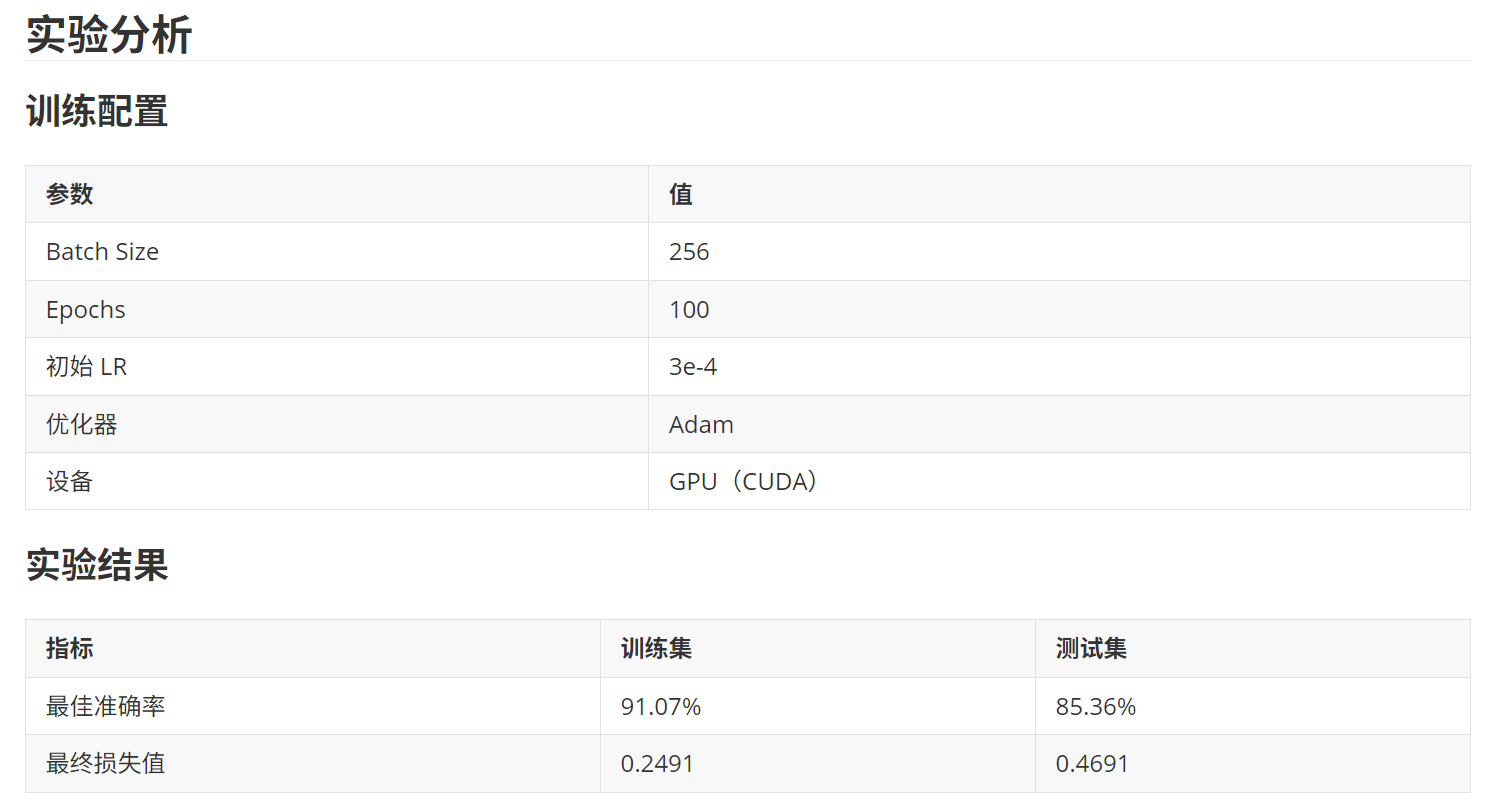 实验分析
训练配置
参数 值
Batch Size 256
Epochs 100
初始 LR 3e-4
优化器 Adam
设备 GPU（CUDA）
实验结果
指标 训练集 测试集
最佳准确率 91.07% 85.36%
最终损失值 0.2491 0.4691